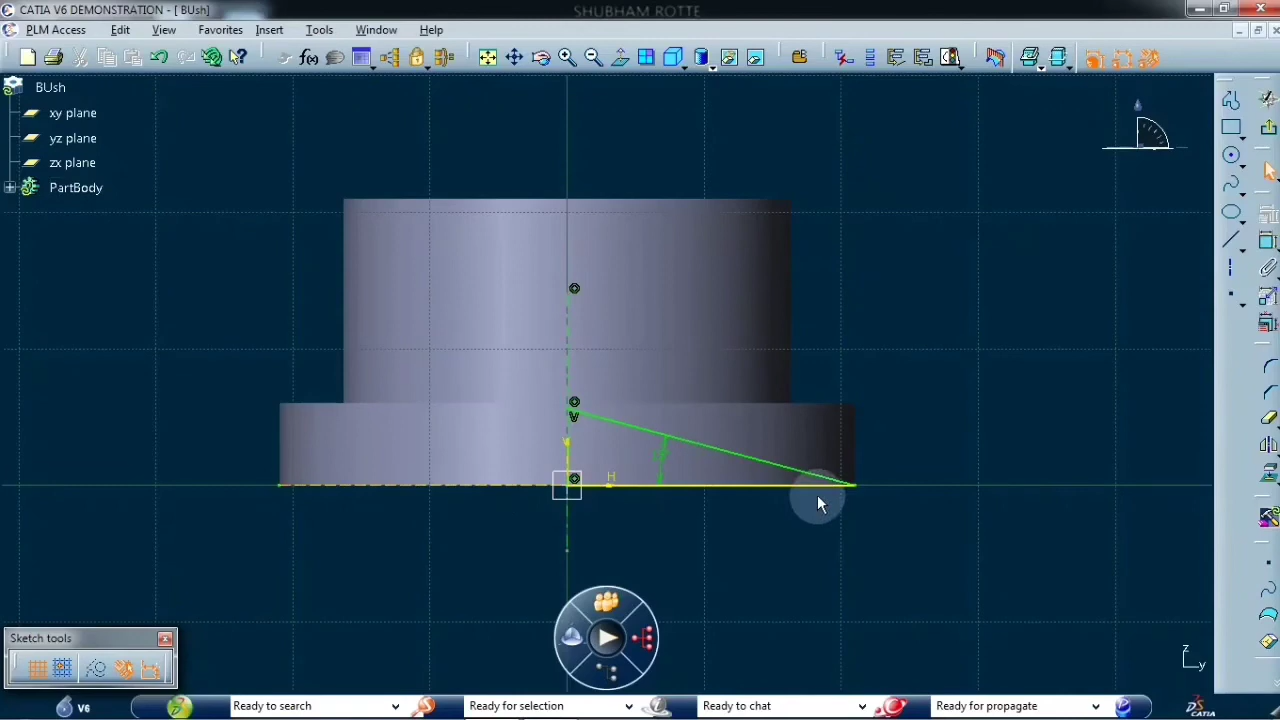 SHUBHAM ROTTE
CATIA V6 DEMONSTRATION - [ BUsh]
PLM Access Edit View Favorites Insert Tools Window Help
BUsh
xy plane
yz plane
zx plane
PartBody
V
H
z
y
Sketch tools
V6
Ready to search
Ready for selection
Ready to chat
Ready for propagate
CATIA